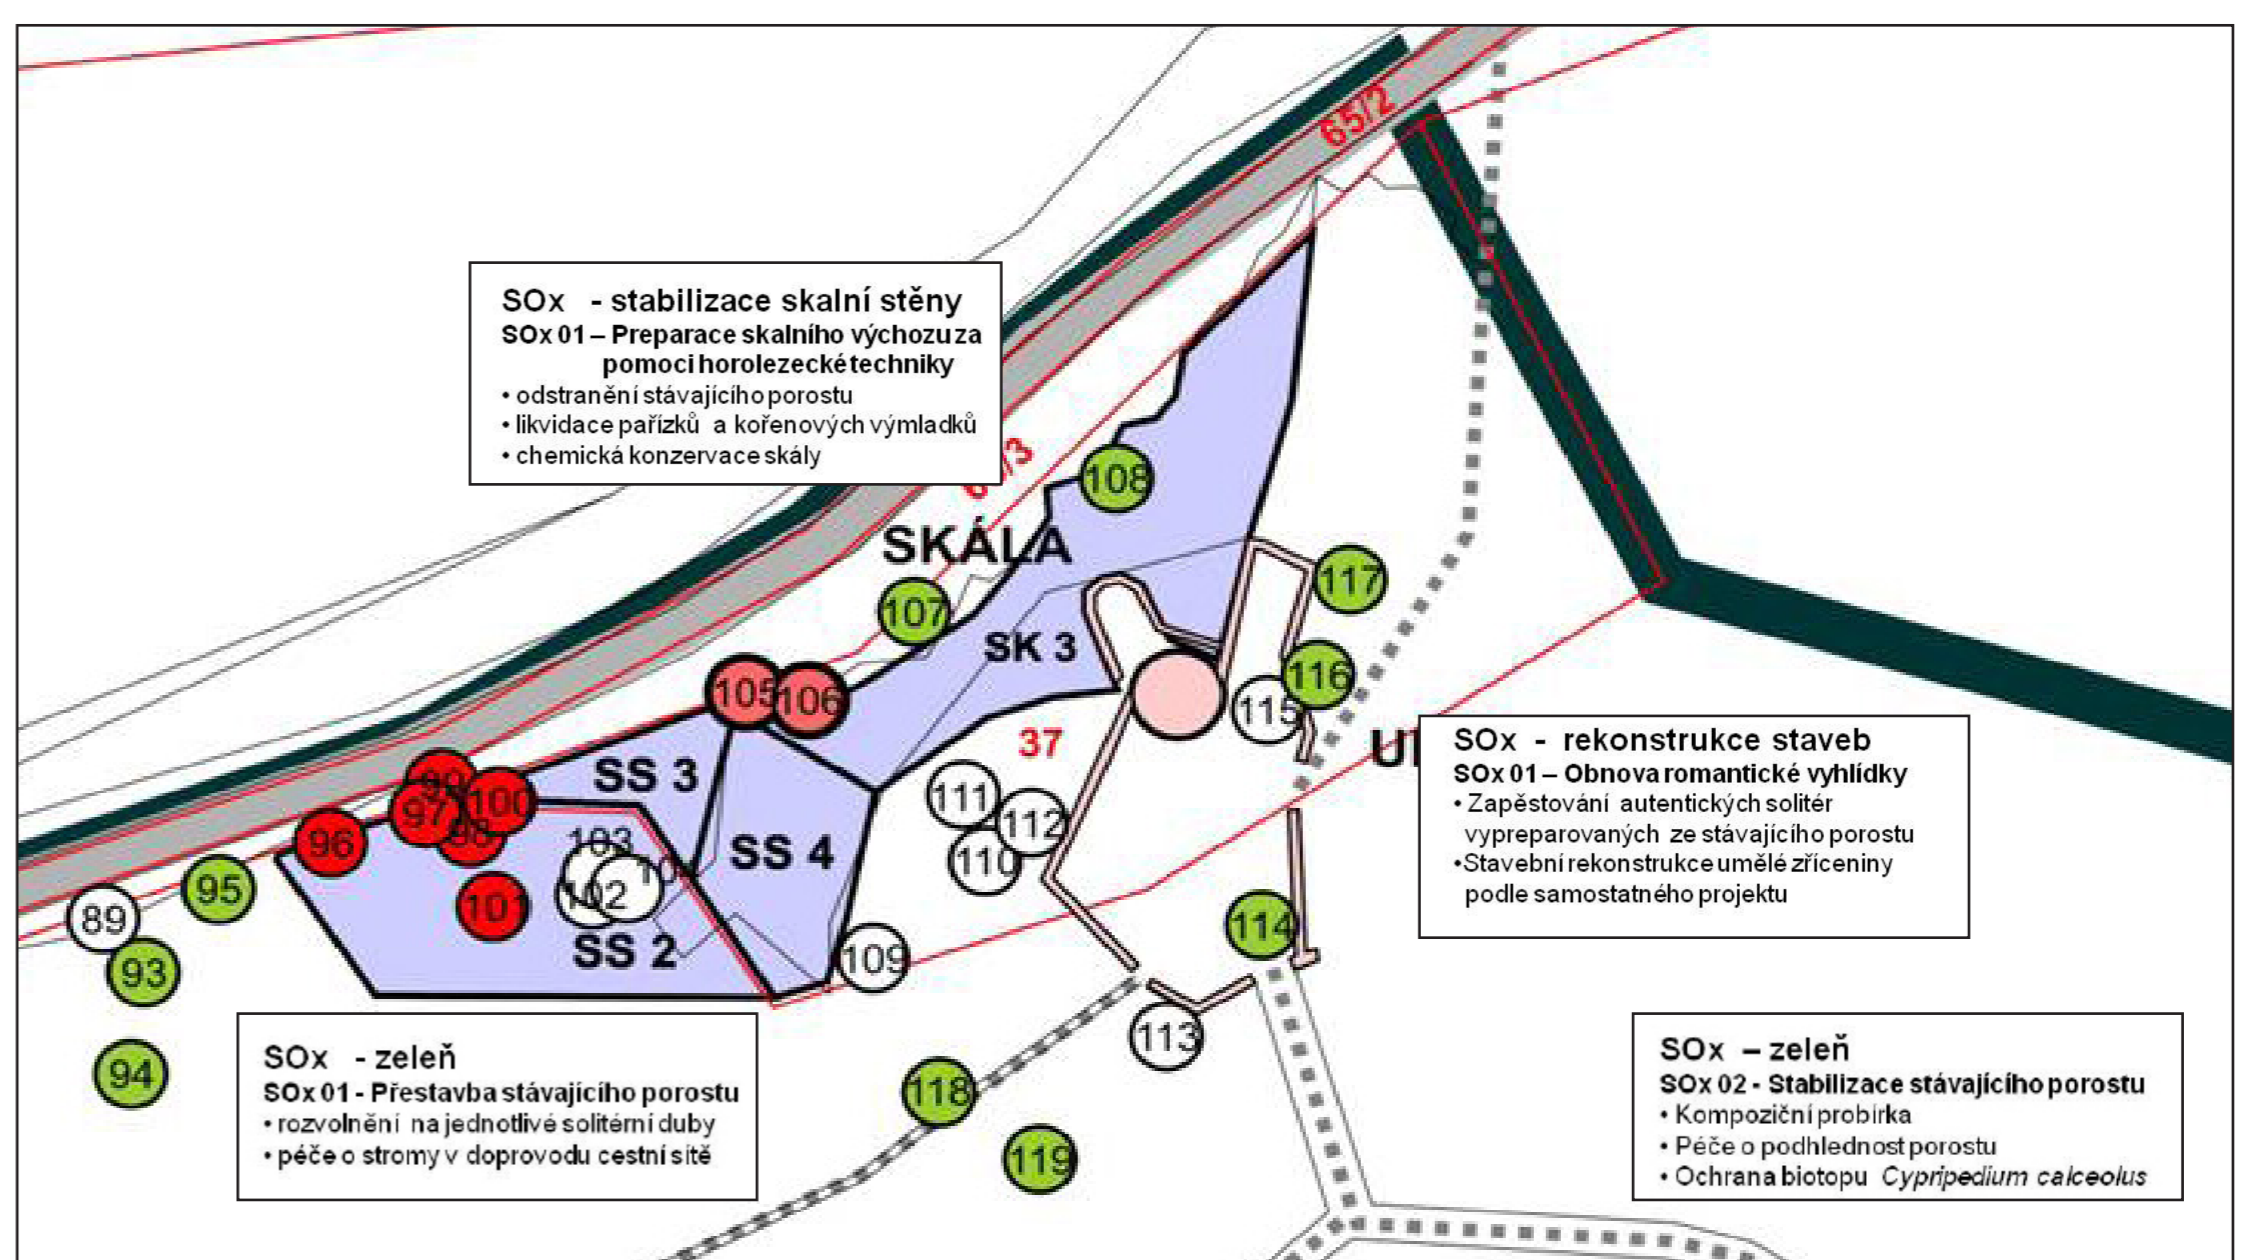 65/2
SOx - stabilizace skalní stěny
SOx 01 – Preparace skalního výchozu za
pomoci horolezecké techniky
• odstranění stávajícího porostu
• likvidace pařízků a kořenových výmladků
• chemická konzervace skály
108
SKÁLA
117
107
SK 3
116
105
106
115
37
SS 3
99
111
100
97
112
98
96
103
SS 4
110
95
102
101
89
114
SS 2
109
93
113
94
118
119
SOx - rekonstrukce staveb
SOx 01 – Obnova romantické vyhlídky
• Zapěstování autentických solitér
vypreparovaných ze stávajícího porostu
•Stavební rekonstrukce umělé zříceniny
podle samostatného projektu
SOx - zeleň
SOx 01 - Přestavba stávajícího porostu
• rozvolnění na jednotlivé solitérní duby
• péče o stromy v doprovodu cestní sítě
SOx – zeleň
SOx 02 - Stabilizace stávajícího porostu
• Kompoziční probírka
• Péče o podhlednost porostu
• Ochrana biotopu Cypripedium calceolus